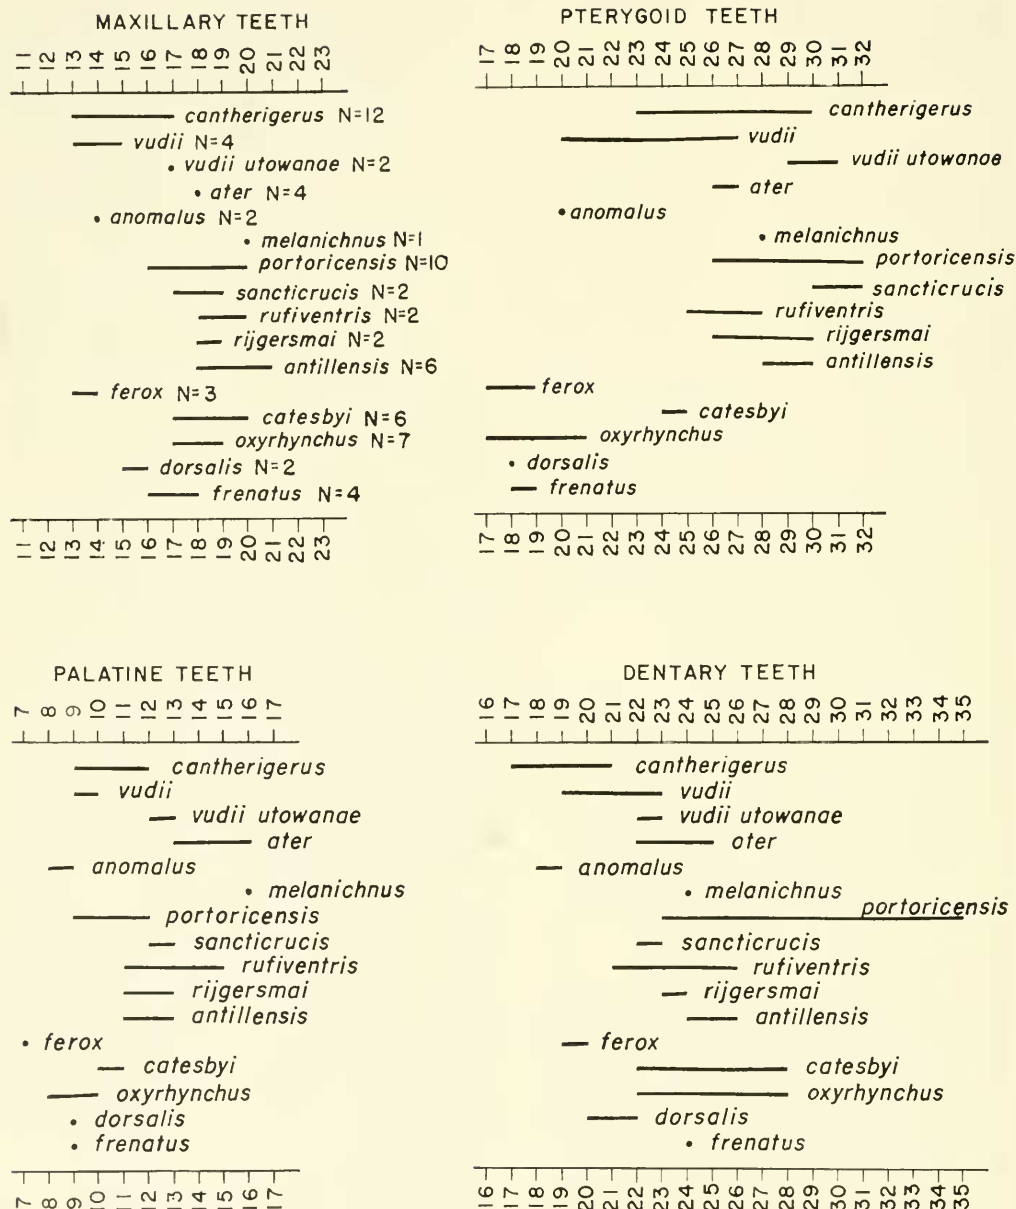 MAXILLARY TEETH
11 12 13 14 15 16 17 18 19 20 21 22 23
cantherigerus N=12
vudii N=4
vudii utowanae N=2
ater N=4
anomalus N=2
melanichnus N=1
portoricensis N=10
sancticrucis N=2
rufiventris N=2
rijgersmai N=2
antillensis N=6
ferox N=3
catesbyi N=6
oxyrhynchus N=7
dorsalis N=2
frenatus N=4
11 12 13 14 15 16 17 18 19 20 21 22 23
PTERYGOID TEETH
17 18 19 20 21 22 23 24 25 26 27 28 29 30 31 32
cantherigerus
vudii
vudii utowanae
ater
anomalus
melanichnus
portoricensis
sancticrucis
rufiventris
rijgersmai
antillensis
ferox
catesbyi
oxyrhynchus
dorsalis
frenatus
17 18 19 20 21 22 23 24 25 26 27 28 29 30 31 32
PALATINE TEETH
7 8 9 10 11 12 13 14 15 16 17
cantherigerus
vudii
vudii utowanae
ater
anomalus
melanichnus
portoricensis
sancticrucis
rufiventris
rijgersmai
antillensis
ferox
catesbyi
oxyrhynchus
dorsalis
frenatus
7 8 9 10 11 12 13 14 15 16 17
DENTARY TEETH
16 17 18 19 20 21 22 23 24 25 26 27 28 29 30 31 32 33 34 35
cantherigerus
vudii
vudii utowanae
ater
anomalus
melanichnus
portoricensis
sancticrucis
rufiventris
rijgersmai
antillensis
ferox
catesbyi
oxyrhynchus
dorsalis
frenatus
16 17 18 19 20 21 22 23 24 25 26 27 28 29 30 31 32 33 34 35